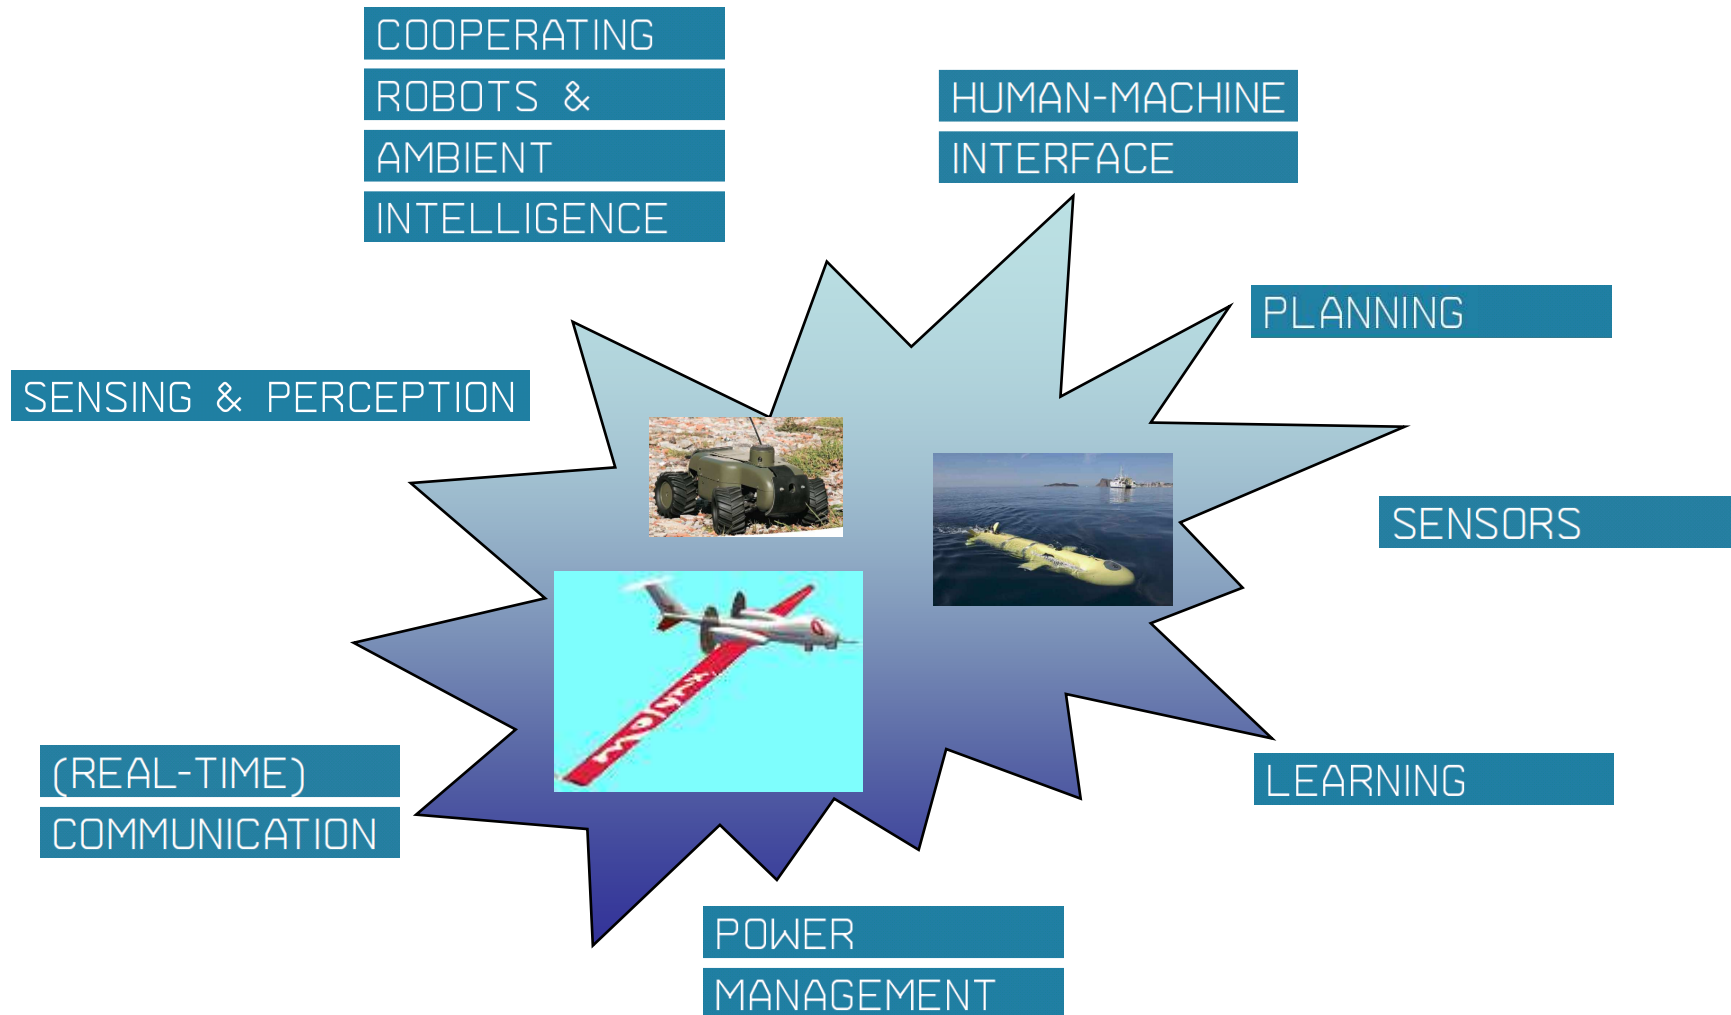 COOPERATING
ROBOTS &
AMBIENT
INTELLIGENCE
HUMAN-MACHINE
INTERFACE
PLANNING
SENSING & PERCEPTION
SENSORS
(REAL-TIME)
COMMUNICATION
LEARNING
POWER
MANAGEMENT